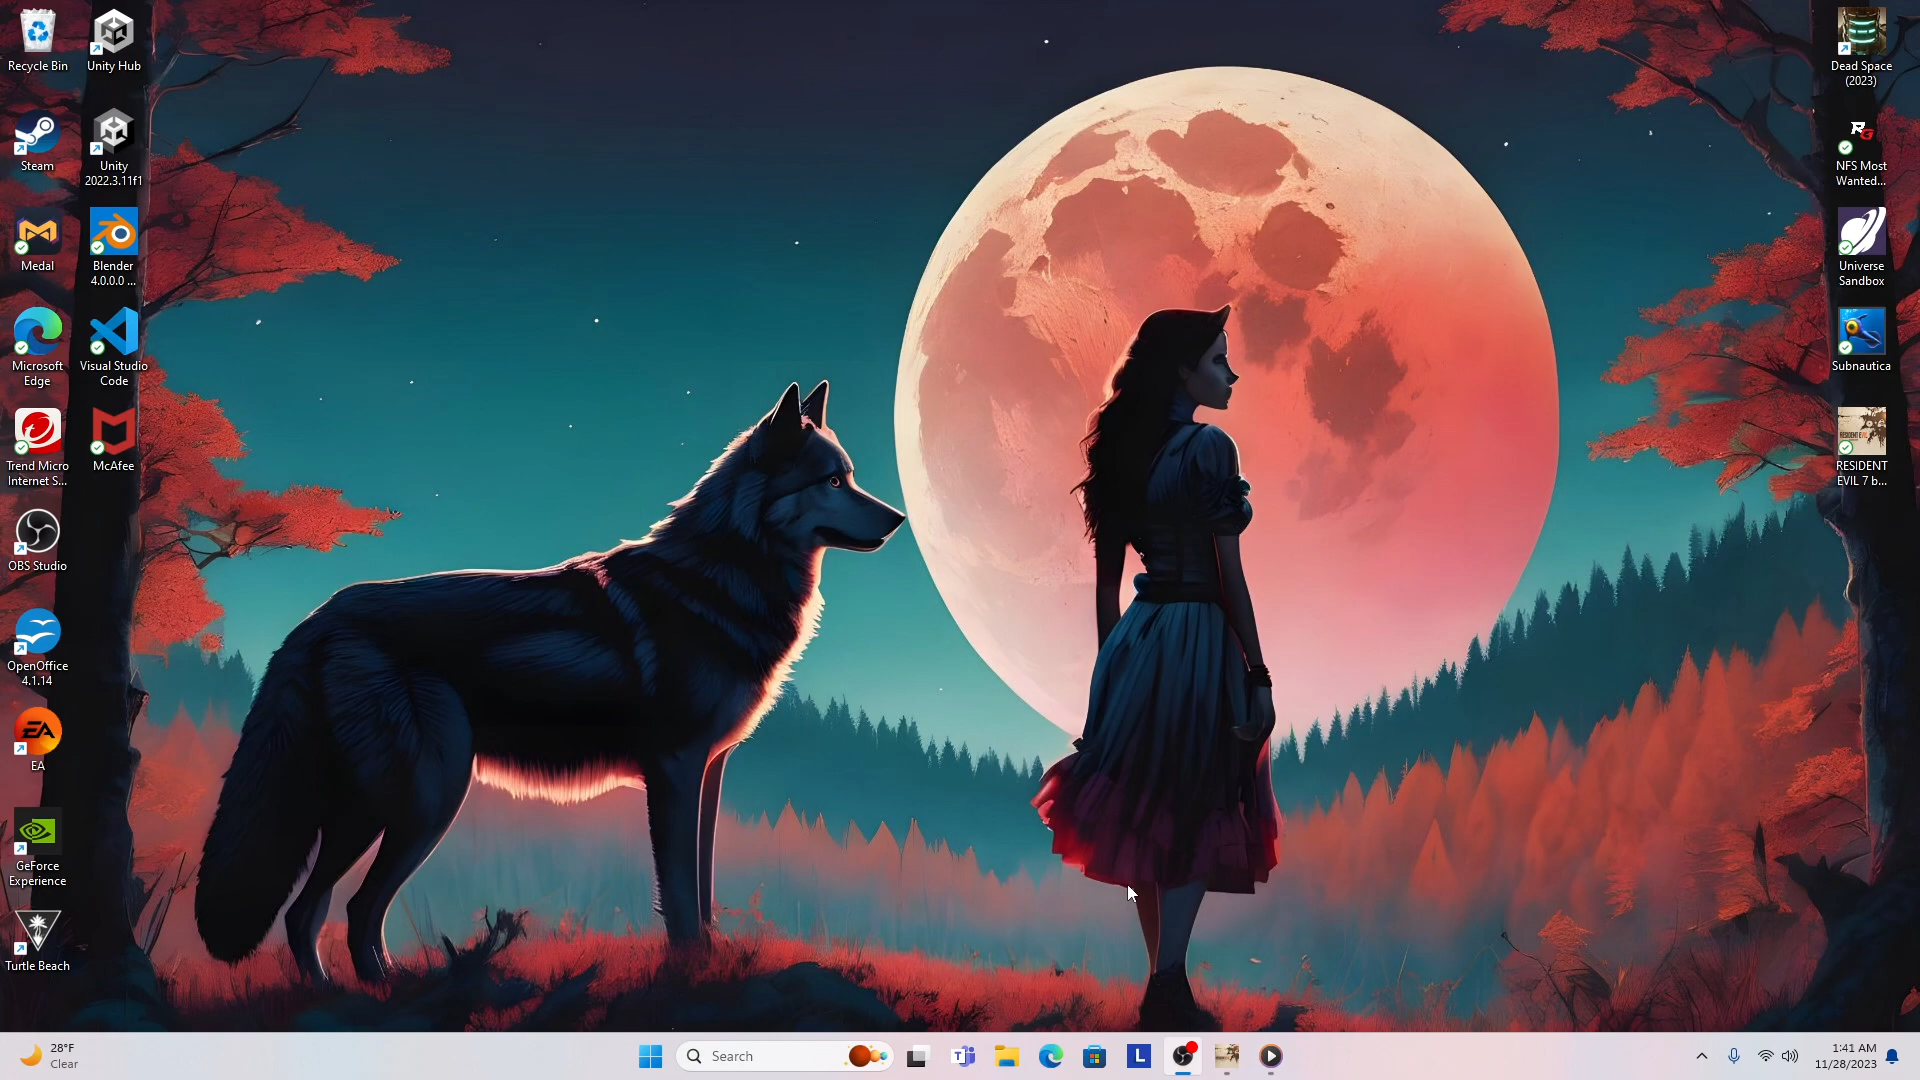 Recycle Bin
Unity Hub
Steam
Unity
2022.3.11f1
Medal
Blender
4.0.0.0 ...
Microsoft
Edge
Visual Studio
Code
Trend Micro
Internet S...
McAfee
OBS Studio
OpenOffice
4.1.14
EA
EA
GeForce
Experience
Turtle Beach
Dead Space
(2023)
RG
NFS Most
Wanted...
Universe
Sandbox
Subnautica
RESIDENT EVIL
RESIDENT
EVIL 7 b...
28°F
Clear
Search
T
L
1:41 AM
11/28/2023